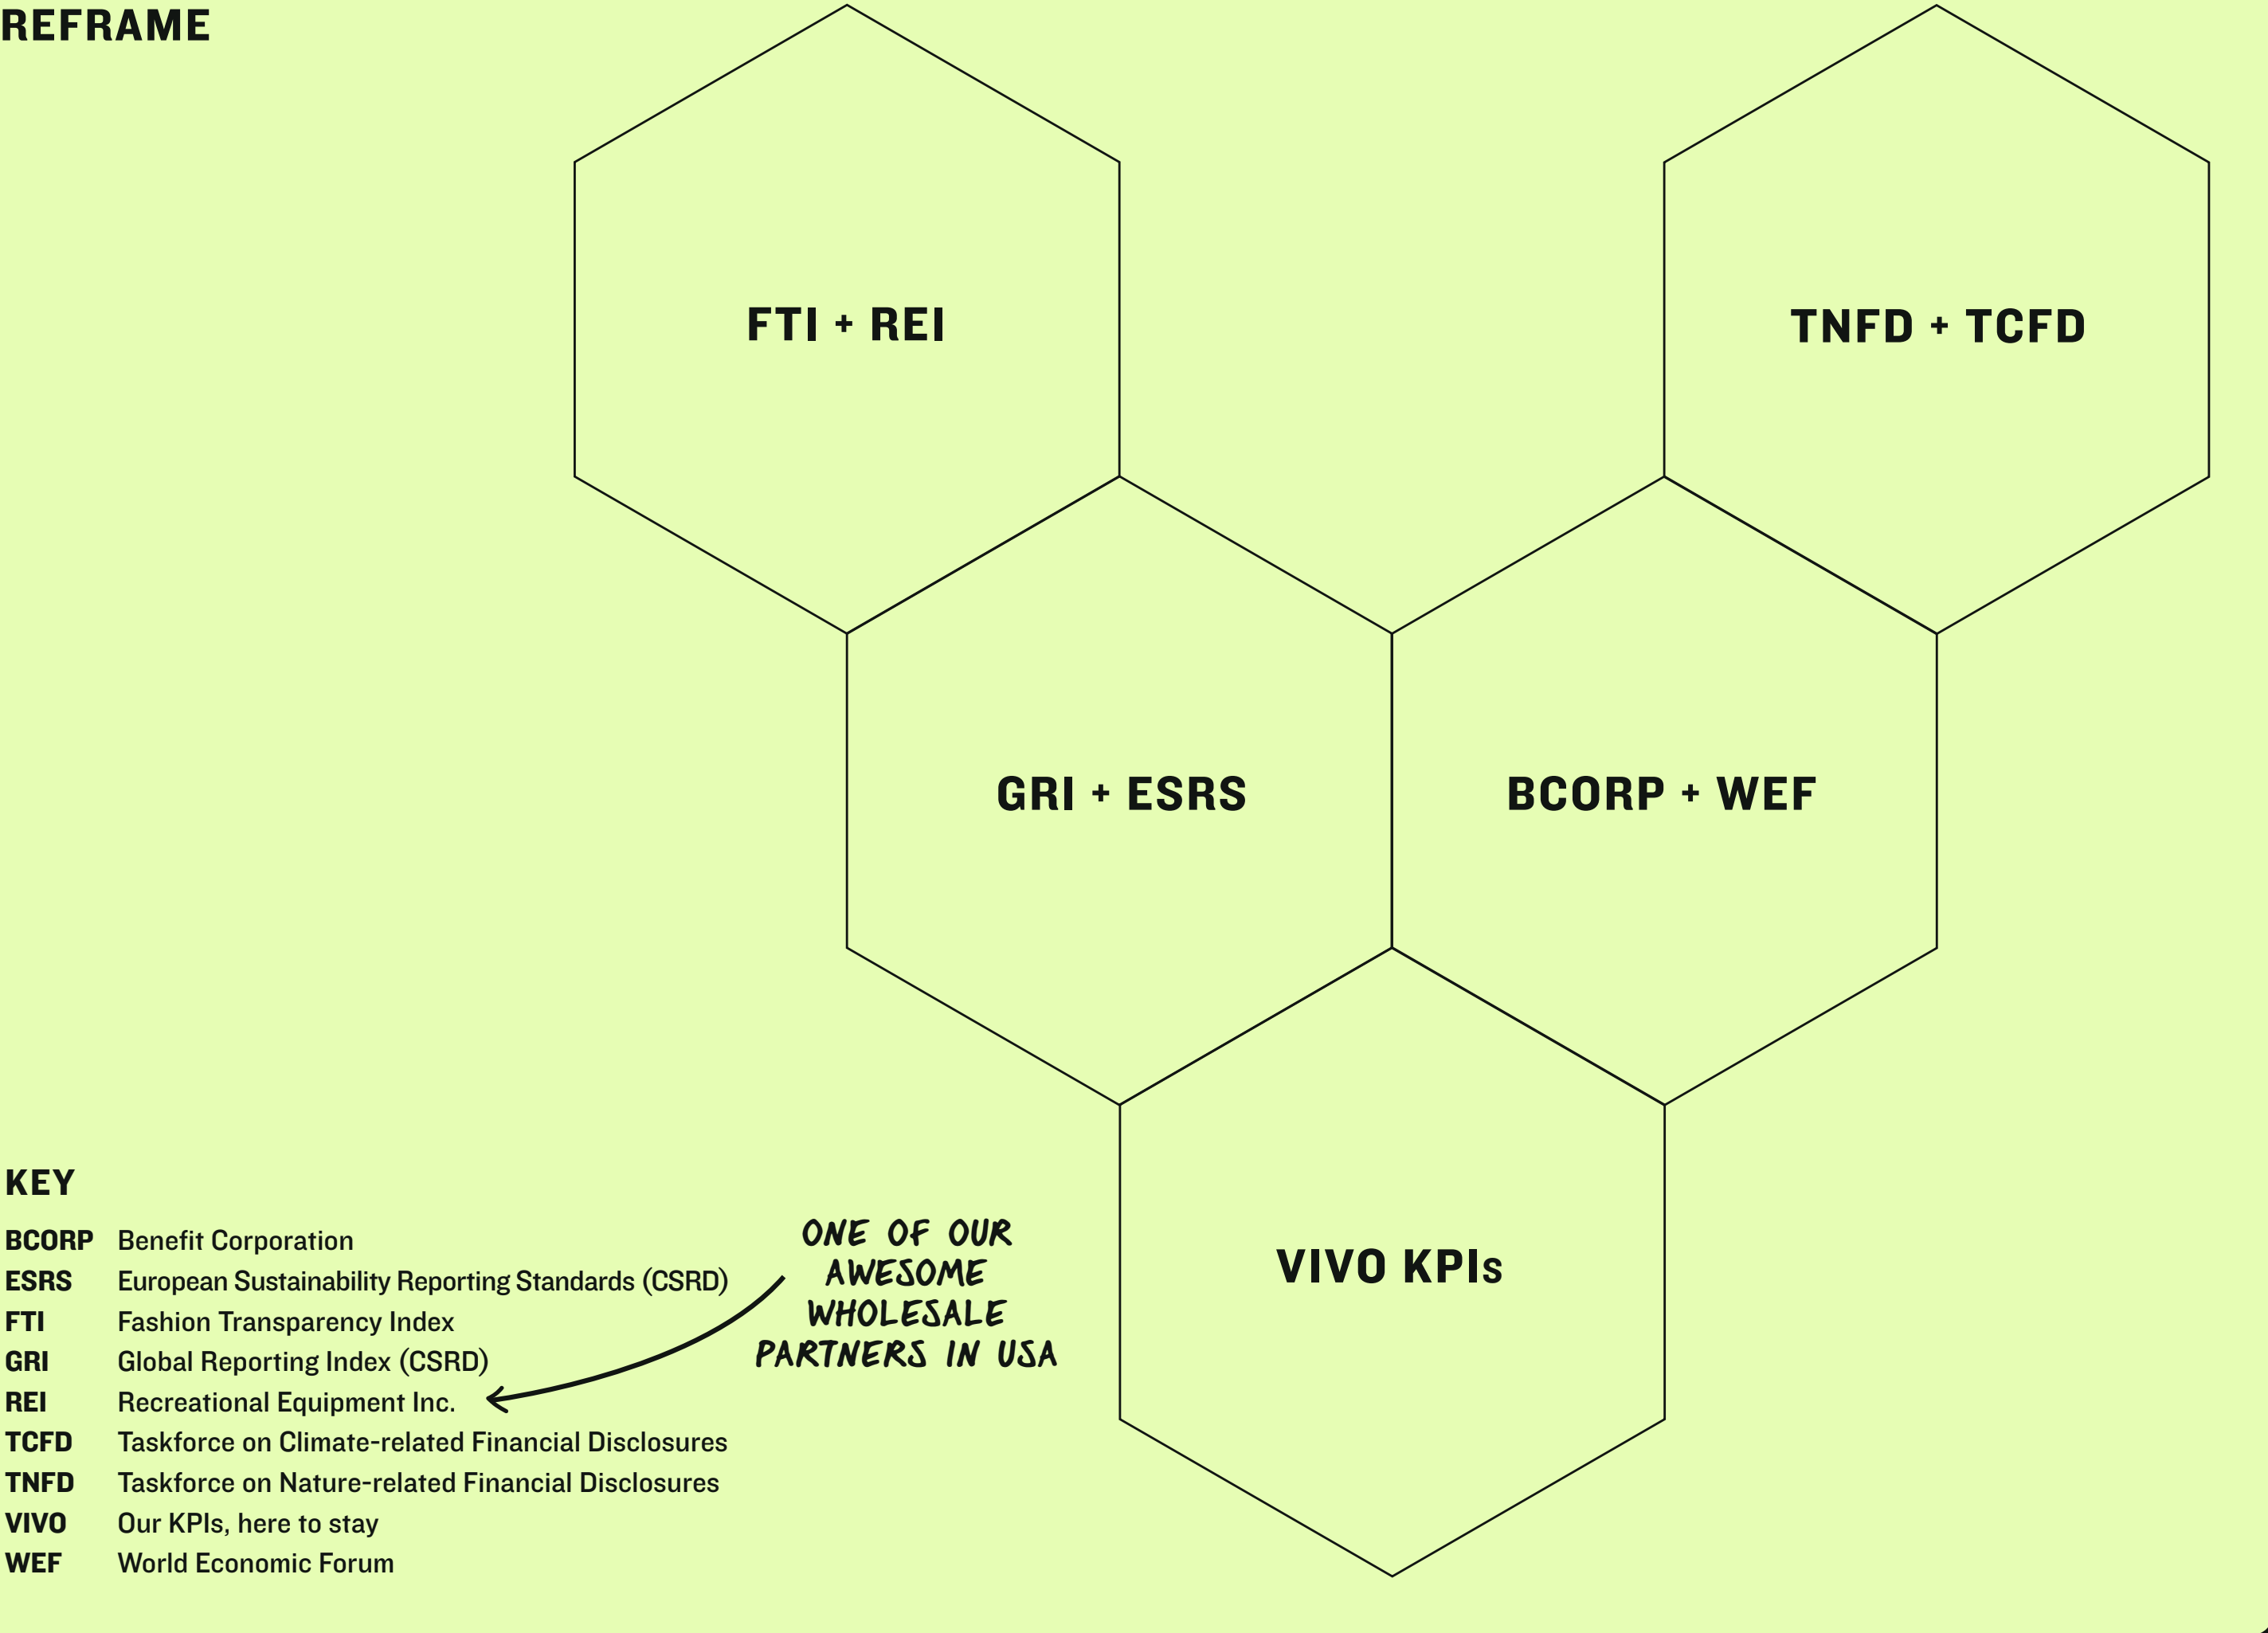 REFRAME
FTI + REI
TNFD + TCFD
GRI + ESRS
BCORP + WEF
VIVO KPIs
KEY
BCORP Benefit Corporation
ESRS European Sustainability Reporting Standards (CSRD)
FTI Fashion Transparency Index
GRI Global Reporting Index (CSRD)
REI Recreational Equipment Inc.
TCFD Taskforce on Climate-related Financial Disclosures
TNFD Taskforce on Nature-related Financial Disclosures
VIVO Our KPIs, here to stay
WEF World Economic Forum
ONE OF OUR
AWESOME
WHOLESALE
PARTNERS IN USA